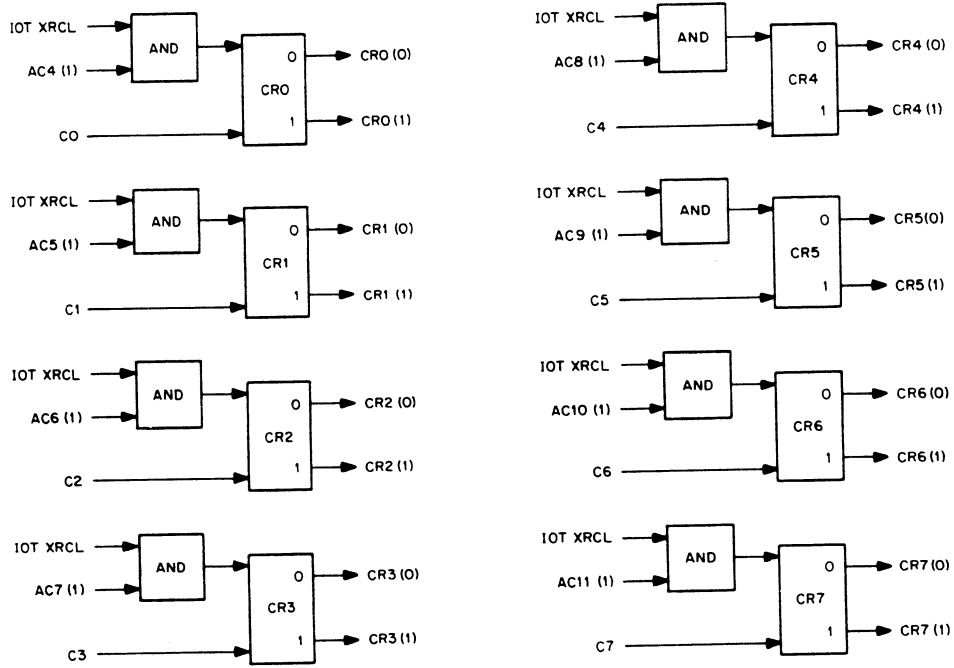 IOT XRCL
AND
AC4 (1)
0
CR0
1
CR0 (0)
CR0 (1)
C0
IOT XRCL
AND
AC5 (1)
0
CR1
1
CR1 (0)
CR1 (1)
C1
IOT XRCL
AND
AC6 (1)
0
CR2
1
CR2 (0)
CR2 (1)
C2
IOT XRCL
AND
AC7 (1)
0
CR3
1
CR3 (0)
CR3 (1)
C3
IOT XRCL
AND
AC8 (1)
0
CR4
1
CR4 (0)
CR4 (1)
C4
IOT XRCL
AND
AC9 (1)
0
CR5
1
CR5 (0)
CR5 (1)
C5
IOT XRCL
AND
AC10 (1)
0
CR6
1
CR6 (0)
CR6 (1)
C6
IOT XRCL
AND
AC11 (1)
0
CR7
1
CR7 (0)
CR7 (1)
C7